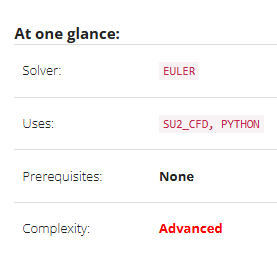 At one glance:
Solver: EULER
Uses: SU2_CFD, PYTHON
Prerequisites: None
Complexity: Advanced